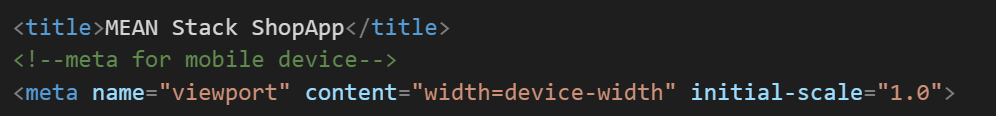 <title>MEAN Stack ShopApp</title>
<!--meta for mobile device-->
<meta name="viewport" content="width=device-width" initial-scale="1.0">